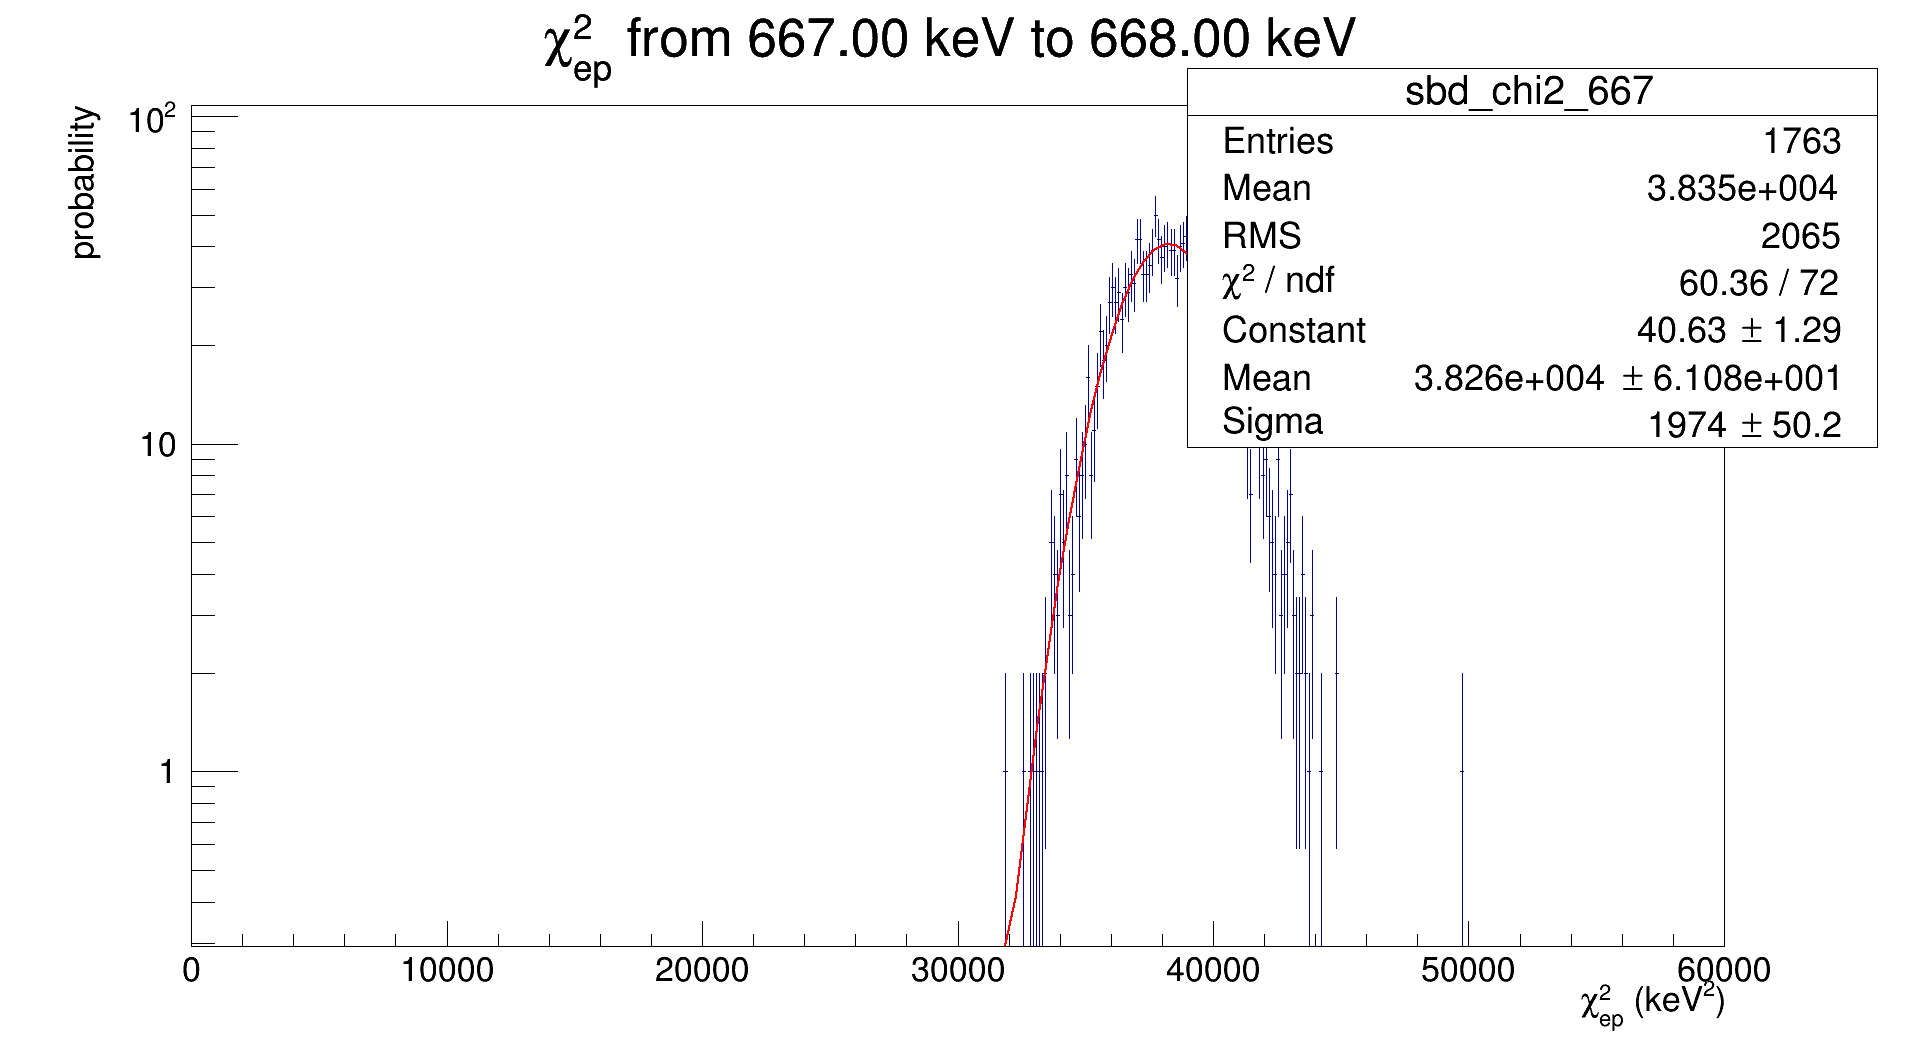 χ²ep from 667.00 keV to 668.00 keV
sbd_chi2_667
Entries 1763
Mean 3.835e+004
RMS 2065
χ² / ndf 60.36 / 72
Constant 40.63 ± 1.29
Mean 3.826e+004 ± 6.108e+001
Sigma 1974 ± 50.2
probability
10²
10
1
0 10000 20000 30000 40000 50000 60000
χ²ep (keV²)